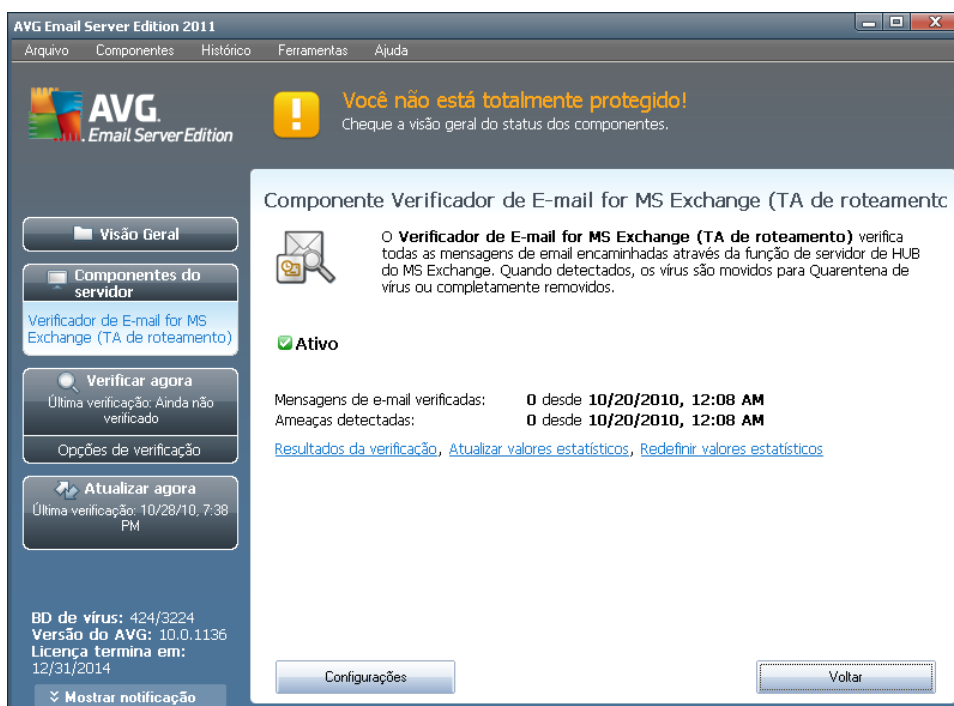 AVG Email Server Edition 2011
Arquivo Componentes Histórico Ferramentas Ajuda
AVG.
Email Server Edition
Você não está totalmente protegido!
Cheque a visão geral do status dos componentes.
Visão Geral
Componentes do
servidor
Verificador de E-mail for MS
Exchange (TA de roteamento)
Verificar agora
Última verificação: Ainda não
verificado
Opções de verificação
Atualizar agora
Última verificação: 10/28/10, 7:38
PM
BD de vírus: 424/3224
Versão do AVG: 10.0.1136
Licença termina em:
12/31/2014
Mostrar notificação
Componente Verificador de E-mail for MS Exchange (TA de roteamentc
O Verificador de E-mail for MS Exchange (TA de roteamento) verifica
todas as mensagens de email encaminhadas através da função de servidor de HUB
do MS Exchange. Quando detectados, os vírus são movidos para Quarentena de
vírus ou completamente removidos.
Ativo
Mensagens de e-mail verificadas: 0 desde 10/20/2010, 12:08 AM
Ameaças detectadas: 0 desde 10/20/2010, 12:08 AM
Resultados da verificação, Atualizar valores estatísticos, Redefinir valores estatísticos
Configurações Voltar